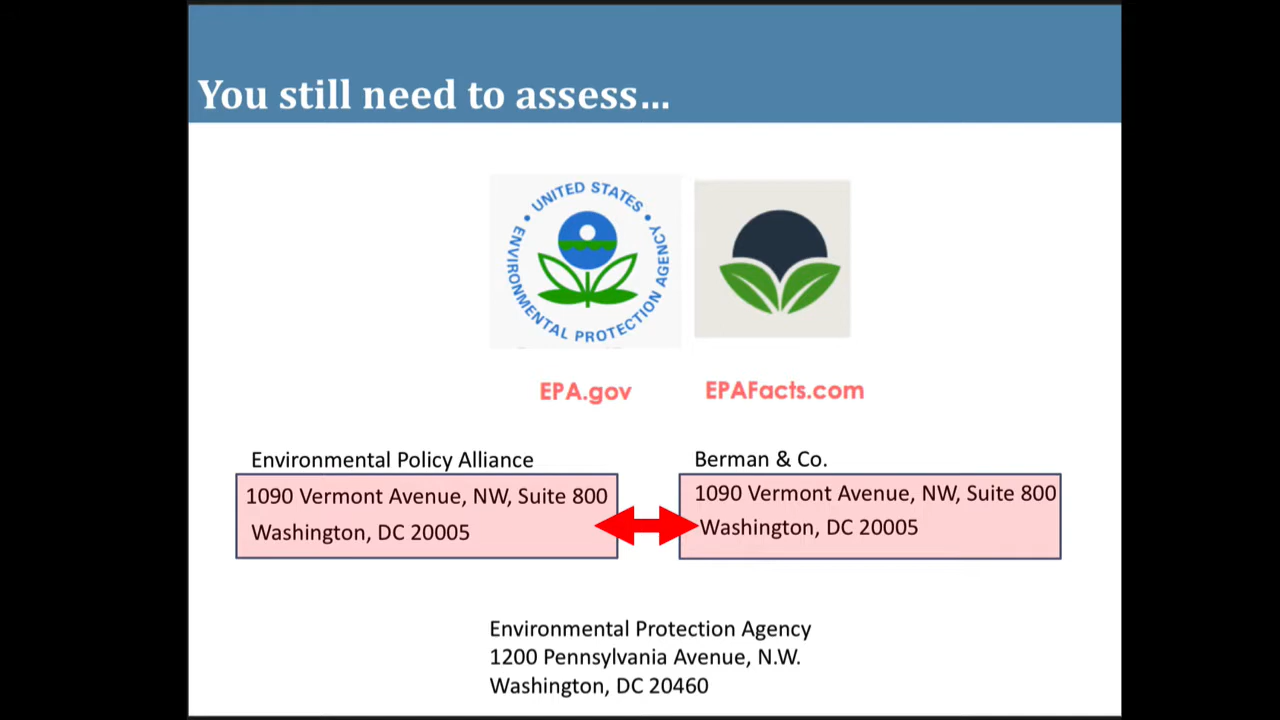 You still need to assess...
UNITED STATES
ENVIRONMENTAL PROTECTION AGENCY
EPA.gov
EPAFacts.com
Environmental Policy Alliance
1090 Vermont Avenue, NW, Suite 800
Washington, DC 20005
Berman & Co.
1090 Vermont Avenue, NW, Suite 800
Washington, DC 20005
Environmental Protection Agency
1200 Pennsylvania Avenue, N.W.
Washington, DC 20460